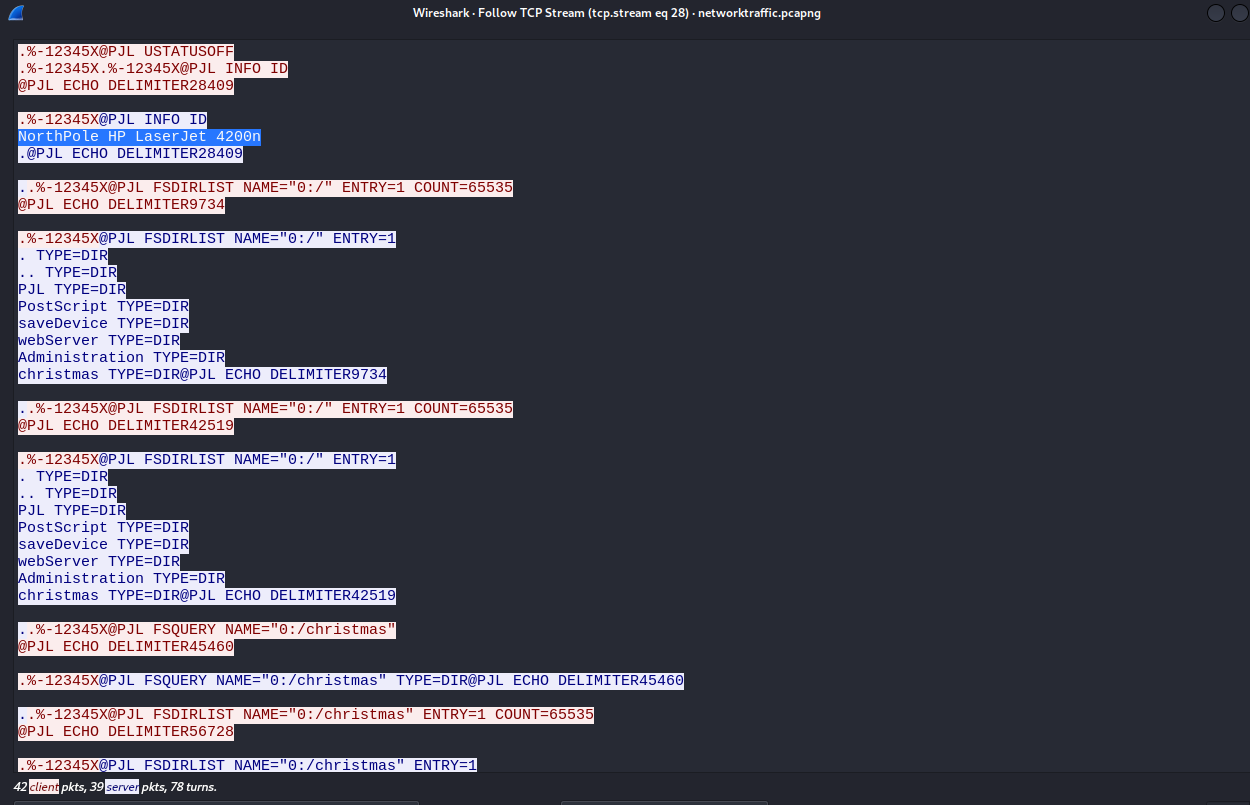 Wireshark · Follow TCP Stream (tcp.stream eq 28) · networktraffic.pcapng
.%-12345X@PJL USTATUSOFF
.%-12345X.%-12345X@PJL INFO ID
@PJL ECHO DELIMITER28409
.%-12345X@PJL INFO ID
NorthPole HP LaserJet 4200n
.@PJL ECHO DELIMITER28409
..%-12345X@PJL FSDIRLIST NAME="0:/" ENTRY=1 COUNT=65535
@PJL ECHO DELIMITER9734
.%-12345X@PJL FSDIRLIST NAME="0:/" ENTRY=1
. TYPE=DIR
.. TYPE=DIR
PJL TYPE=DIR
PostScript TYPE=DIR
saveDevice TYPE=DIR
webServer TYPE=DIR
Administration TYPE=DIR
christmas TYPE=DIR@PJL ECHO DELIMITER9734
..%-12345X@PJL FSDIRLIST NAME="0:/" ENTRY=1 COUNT=65535
@PJL ECHO DELIMITER42519
.%-12345X@PJL FSDIRLIST NAME="0:/" ENTRY=1
. TYPE=DIR
.. TYPE=DIR
PJL TYPE=DIR
PostScript TYPE=DIR
saveDevice TYPE=DIR
webServer TYPE=DIR
Administration TYPE=DIR
christmas TYPE=DIR@PJL ECHO DELIMITER42519
..%-12345X@PJL FSQUERY NAME="0:/christmas"
@PJL ECHO DELIMITER45460
.%-12345X@PJL FSQUERY NAME="0:/christmas" TYPE=DIR@PJL ECHO DELIMITER45460
..%-12345X@PJL FSDIRLIST NAME="0:/christmas" ENTRY=1 COUNT=65535
@PJL ECHO DELIMITER56728
.%-12345X@PJL FSDIRLIST NAME="0:/christmas" ENTRY=1
42 client pkts, 39 server pkts, 78 turns.